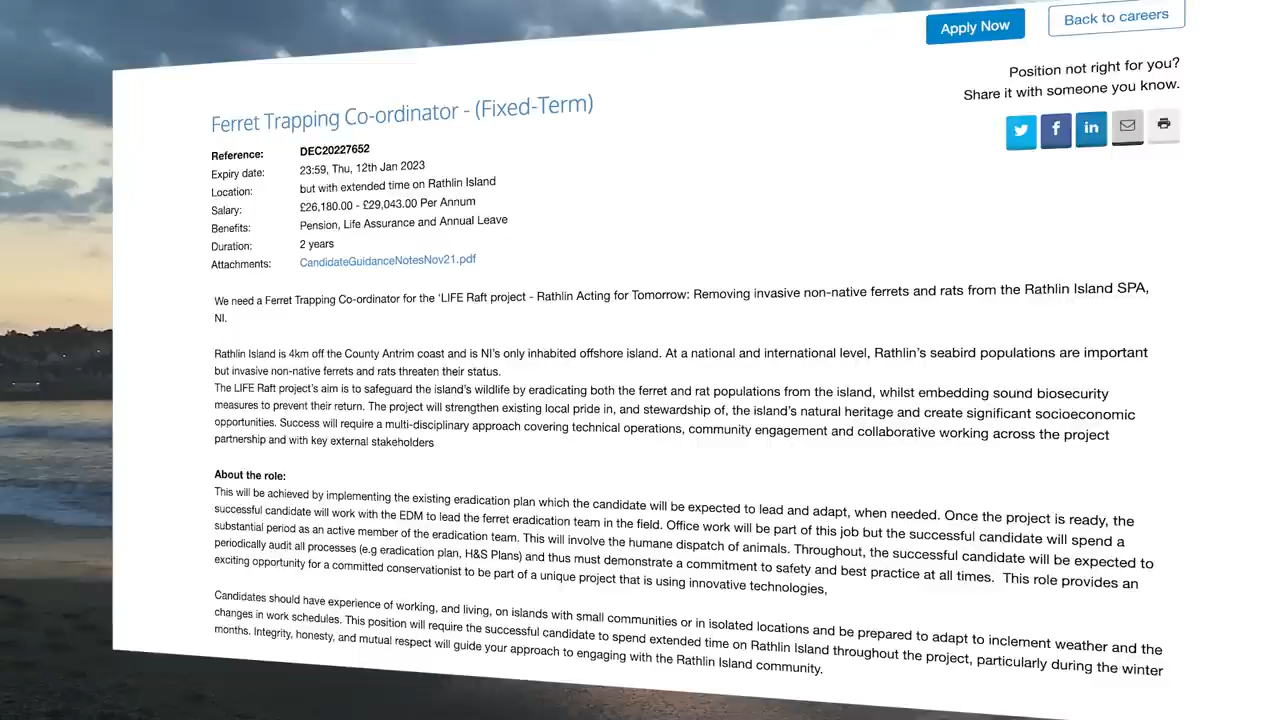 Apply Now
Back to careers
Position not right for you?
Share it with someone you know.
Ferret Trapping Co-ordinator - (Fixed-Term)
Reference: DEC20227652
Expiry date: 23:59, Thu, 12th Jan 2023
Location: but with extended time on Rathlin Island
Salary: £26,180.00 - £29,043.00 Per Annum
Benefits: Pension, Life Assurance and Annual Leave
Duration: 2 years
Attachments: CandidateGuidanceNotesNov21.pdf
We need a Ferret Trapping Co-ordinator for the ‘LIFE Raft project - Rathlin Acting for Tomorrow: Removing invasive non-native ferrets and rats from the Rathlin Island SPA,
NI.
Rathlin Island is 4km off the County Antrim coast and is NI’s only inhabited offshore island. At a national and international level, Rathlin’s seabird populations are important
but invasive non-native ferrets and rats threaten their status.
The LIFE Raft project’s aim is to safeguard the island’s wildlife by eradicating both the ferret and rat populations from the island, whilst embedding sound biosecurity
measures to prevent their return. The project will strengthen existing local pride in, and stewardship of, the island’s natural heritage and create significant socioeconomic
opportunities. Success will require a multi-disciplinary approach covering technical operations, community engagement and collaborative working across the project
partnership and with key external stakeholders
About the role:
This will be achieved by implementing the existing eradication plan which the candidate will be expected to lead and adapt, when needed. Once the project is ready, the
successful candidate will work with the EDM to lead the ferret eradication team in the field. Office work will be part of this job but the successful candidate will spend a
substantial period as an active member of the eradication team. This will involve the humane dispatch of animals. Throughout, the successful candidate will be expected to
periodically audit all processes (e.g eradication plan, H&S Plans) and thus must demonstrate a commitment to safety and best practice at all times. This role provides an
exciting opportunity for a committed conservationist to be part of a unique project that is using innovative technologies,
Candidates should have experience of working, and living, on islands with small communities or in isolated locations and be prepared to adapt to inclement weather and the
changes in work schedules. This position will require the successful candidate to spend extended time on Rathlin Island throughout the project, particularly during the winter
months. Integrity, honesty, and mutual respect will guide your approach to engaging with the Rathlin Island community.